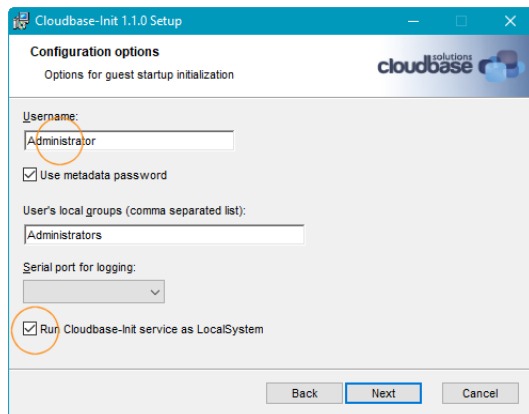 Cloudbase-Init 1.1.0 Setup
Configuration options
Options for guest startup initialization
cloudbase solutions
Username:
Administrator
Use metadata password
User's local groups (comma separated list):
Administrators
Serial port for logging:
Run Cloudbase-Init service as LocalSystem
Back Next Cancel